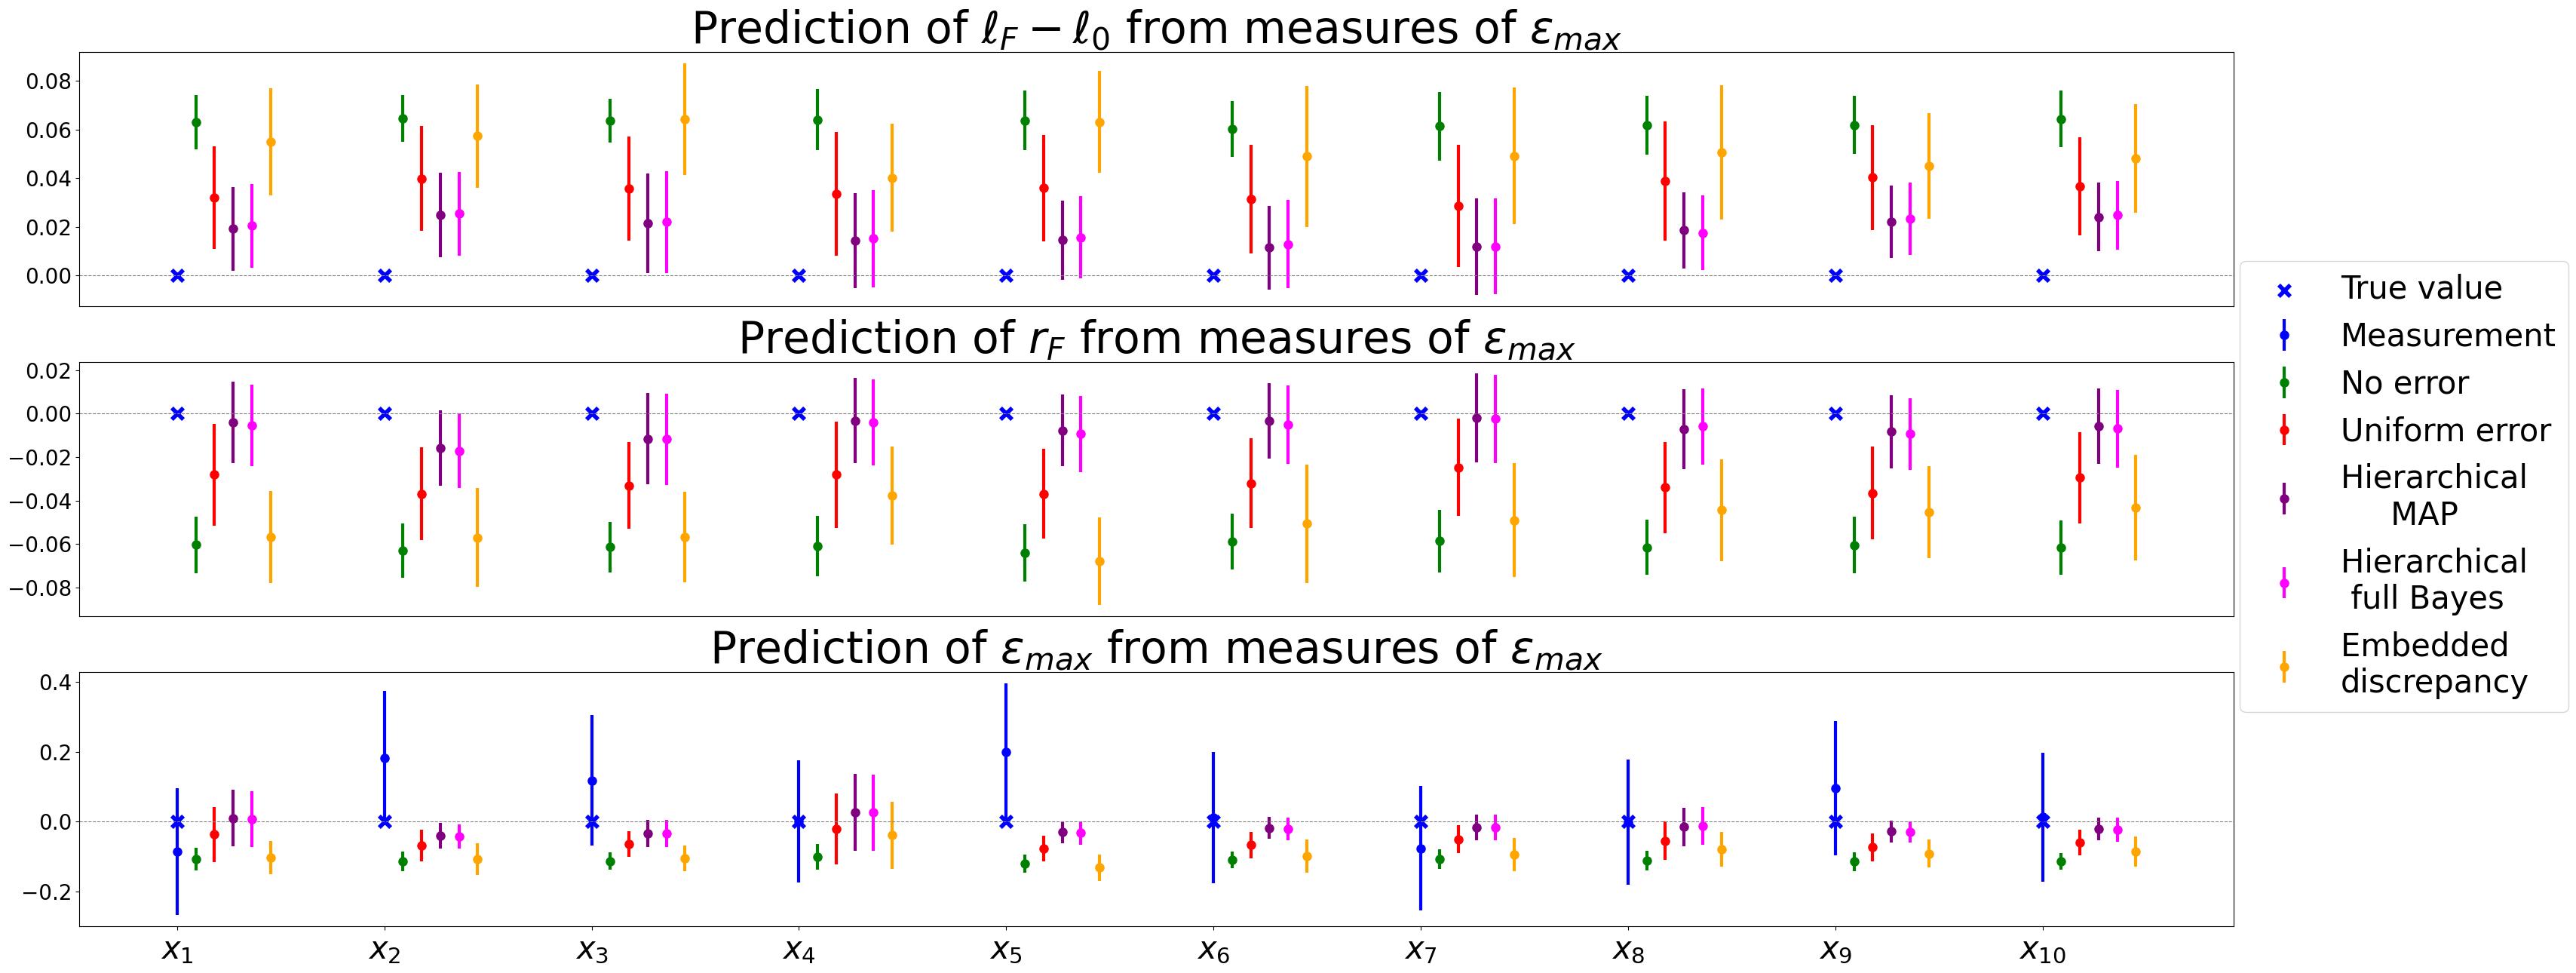 Prediction of ℓ_F − ℓ_0 from measures of ε_max
0.08
0.06
0.04
0.02
0.00
Prediction of r_F from measures of ε_max
0.02
0.00
−0.02
−0.04
−0.06
−0.08
Prediction of ε_max from measures of ε_max
0.4
0.2
0.0
−0.2
x_1 x_2 x_3 x_4 x_5 x_6 x_7 x_8 x_9 x_10
True value
Measurement
No error
Uniform error
Hierarchical
MAP
Hierarchical
full Bayes
Embedded
discrepancy